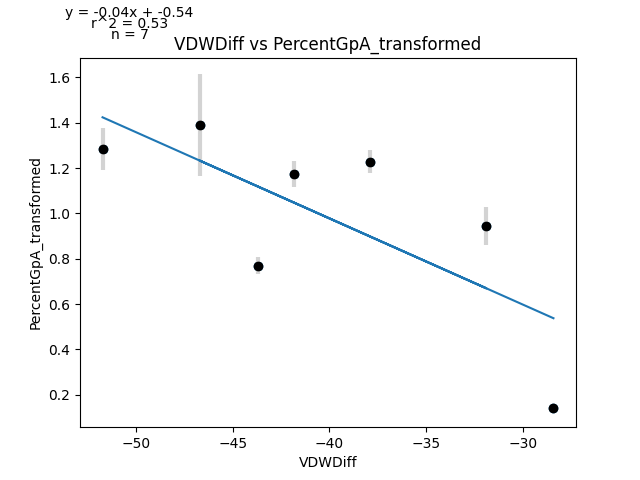 y = -0.04x + -0.54
r^2 = 0.53
n = 7
VDWDiff vs PercentGpA_transformed
PercentGpA_transformed
1.6
1.4
1.2
1.0
0.8
0.6
0.4
0.2
−50
−45
−40
−35
−30
VDWDiff